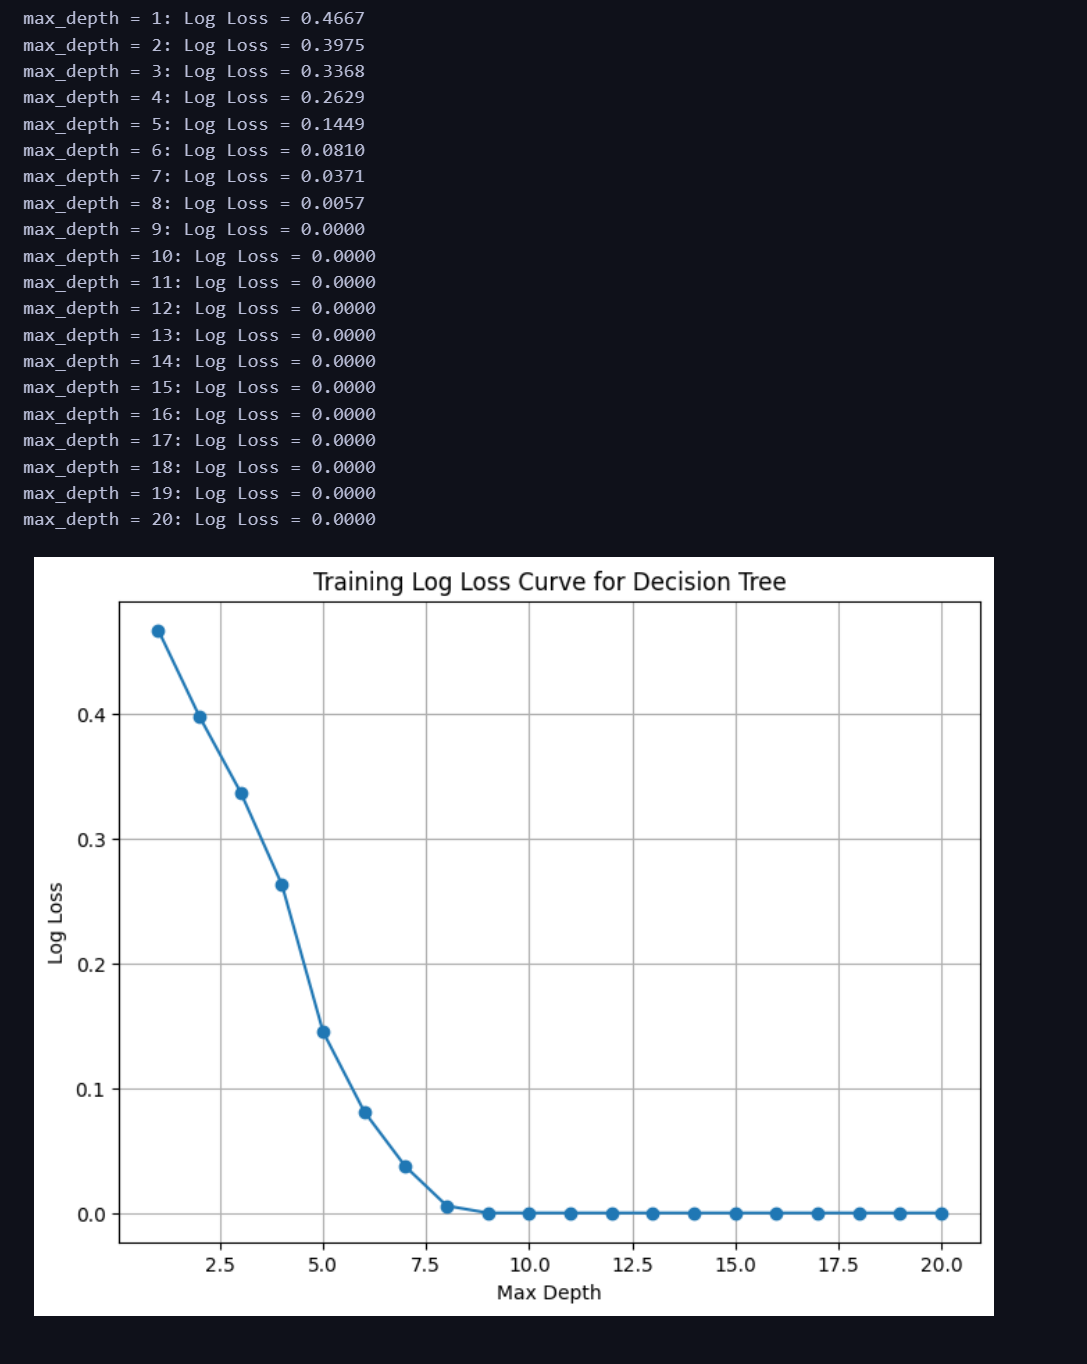 max_depth = 1: Log Loss = 0.4667
max_depth = 2: Log Loss = 0.3975
max_depth = 3: Log Loss = 0.3368
max_depth = 4: Log Loss = 0.2629
max_depth = 5: Log Loss = 0.1449
max_depth = 6: Log Loss = 0.0810
max_depth = 7: Log Loss = 0.0371
max_depth = 8: Log Loss = 0.0057
max_depth = 9: Log Loss = 0.0000
max_depth = 10: Log Loss = 0.0000
max_depth = 11: Log Loss = 0.0000
max_depth = 12: Log Loss = 0.0000
max_depth = 13: Log Loss = 0.0000
max_depth = 14: Log Loss = 0.0000
max_depth = 15: Log Loss = 0.0000
max_depth = 16: Log Loss = 0.0000
max_depth = 17: Log Loss = 0.0000
max_depth = 18: Log Loss = 0.0000
max_depth = 19: Log Loss = 0.0000
max_depth = 20: Log Loss = 0.0000
Training Log Loss Curve for Decision Tree
Log Loss
0.4
0.3
0.2
0.1
0.0
2.5 5.0 7.5 10.0 12.5 15.0 17.5 20.0
Max Depth